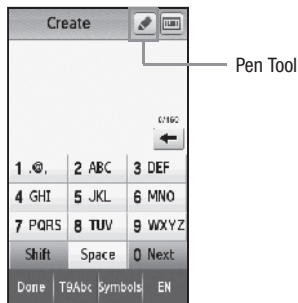 Create
Pen Tool
0/160
1 .@, 2 ABC 3 DEF
4 GHI 5 JKL 6 MNO
7 PQRS 8 TUV 9 WXYZ
Shift Space 0 Next
Done T9Abc Symbols EN